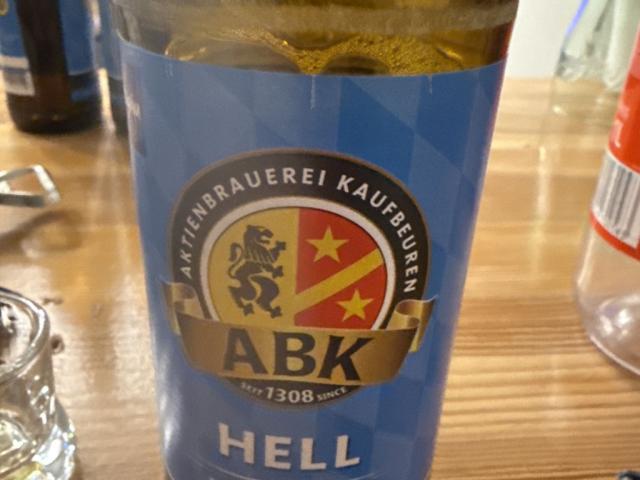 AKTIENBRAUEREI KAUFBEUREN
ABK
SEIT 1308 SINCE
HELL